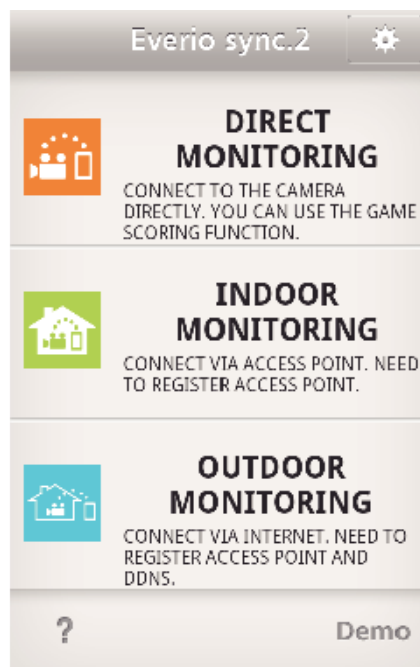 Everio sync.2
DIRECT
MONITORING
CONNECT TO THE CAMERA
DIRECTLY. YOU CAN USE THE GAME
SCORING FUNCTION.
INDOOR
MONITORING
CONNECT VIA ACCESS POINT. NEED
TO REGISTER ACCESS POINT.
OUTDOOR
MONITORING
CONNECT VIA INTERNET. NEED TO
REGISTER ACCESS POINT AND
DDNS.
? Demo